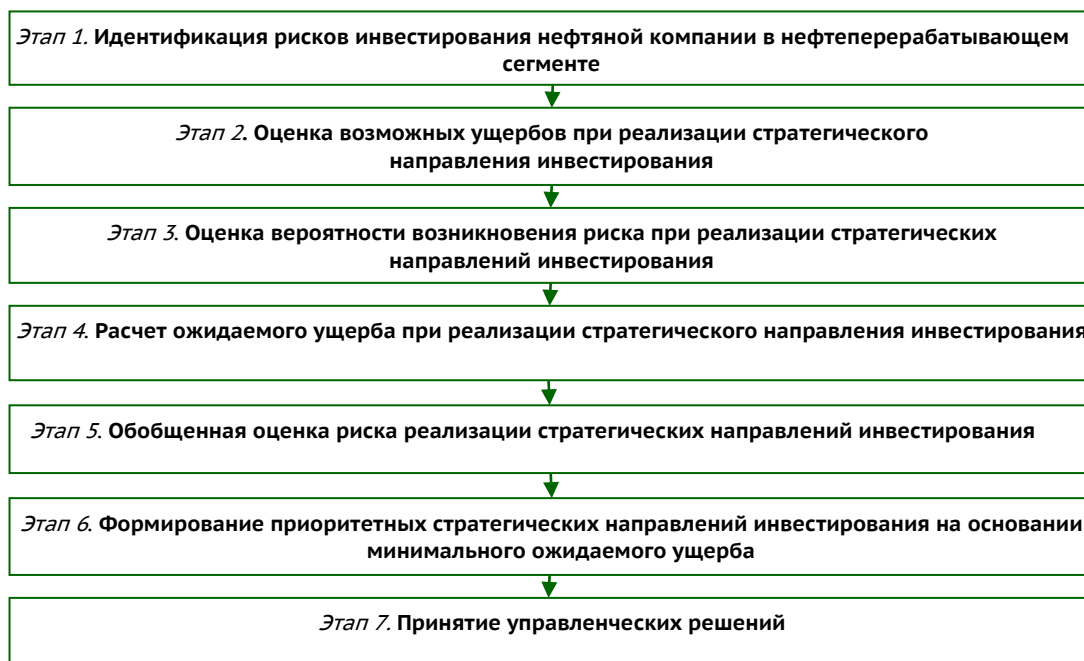 Этап 1. Идентификация рисков инвестирования нефтяной компании в нефтеперерабатывающем
сегменте
Этап 2. Оценка возможных ущербов при реализации стратегического
направления инвестирования
Этап 3. Оценка вероятности возникновения риска при реализации стратегических
направлений инвестирования
Этап 4. Расчет ожидаемого ущерба при реализации стратегического направления инвестирования
Этап 5. Обобщенная оценка риска реализации стратегических направлений инвестирования
Этап 6. Формирование приоритетных стратегических направлений инвестирования на основании
минимального ожидаемого ущерба
Этап 7. Принятие управленческих решений